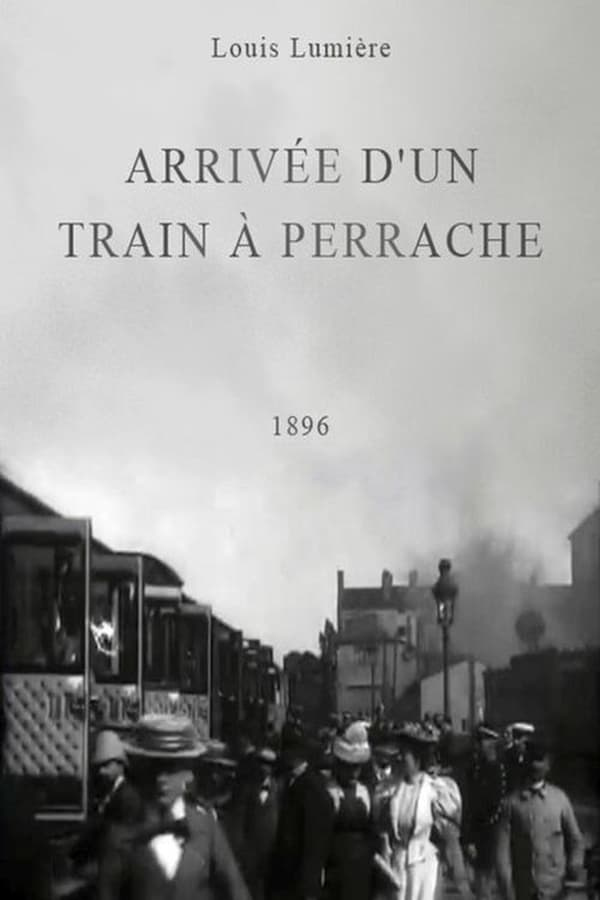 Louis Lumière
ARRIVÉE D'UN
TRAIN À PERRACHE
1896